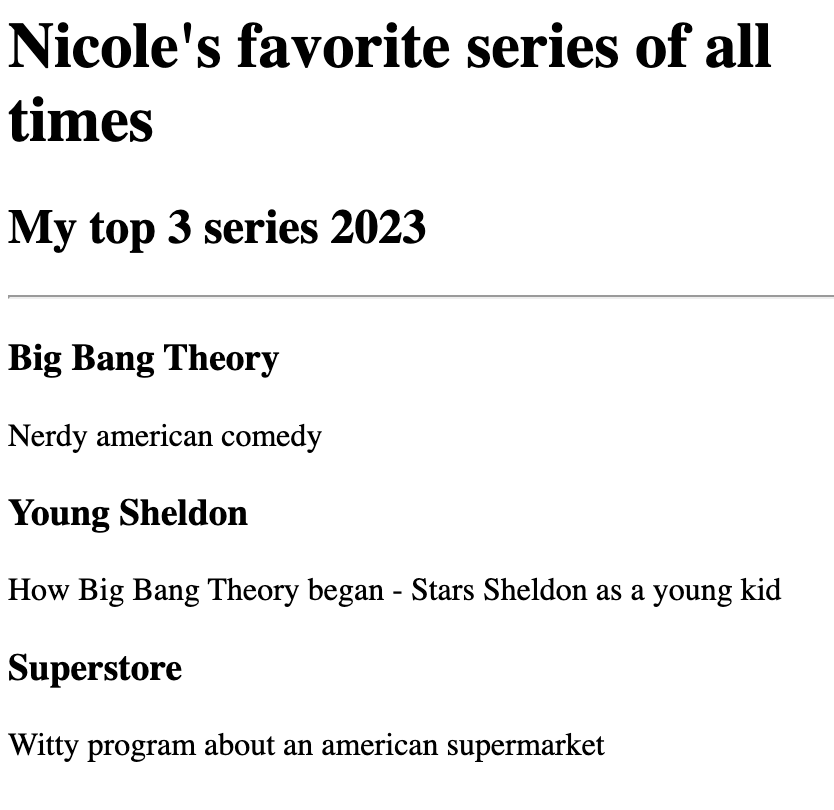 Nicole's favorite series of all
times
My top 3 series 2023
Big Bang Theory
Nerdy american comedy
Young Sheldon
How Big Bang Theory began - Stars Sheldon as a young kid
Superstore
Witty program about an american supermarket